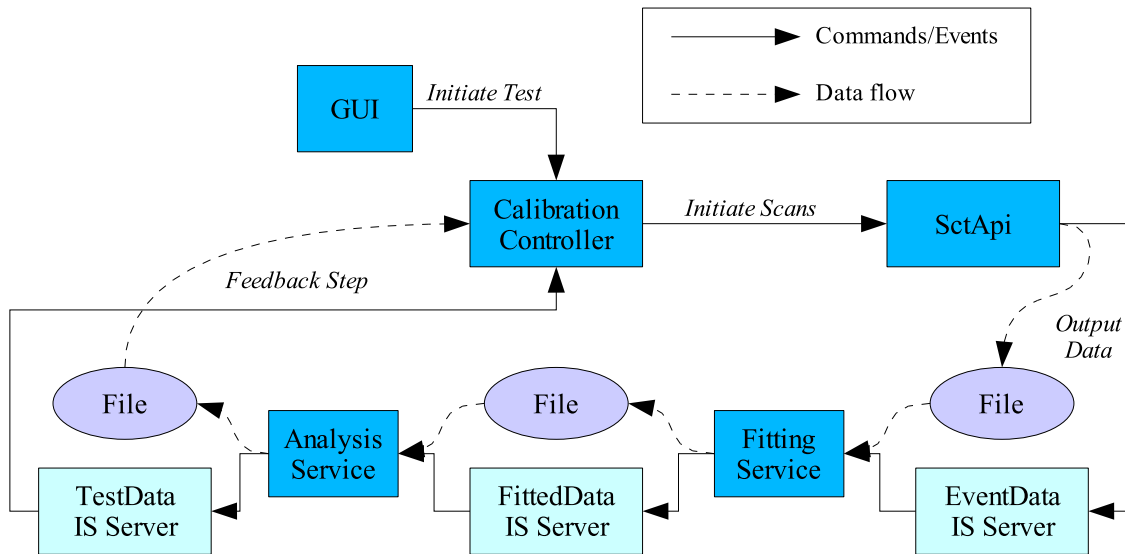 Commands/Events
Data flow
GUI
Initiate Test
Calibration
Controller
Initiate Scans
SctApi
Feedback Step
Output
Data
File
File
File
Analysis
Service
Fitting
Service
TestData
IS Server
FittedData
IS Server
EventData
IS Server